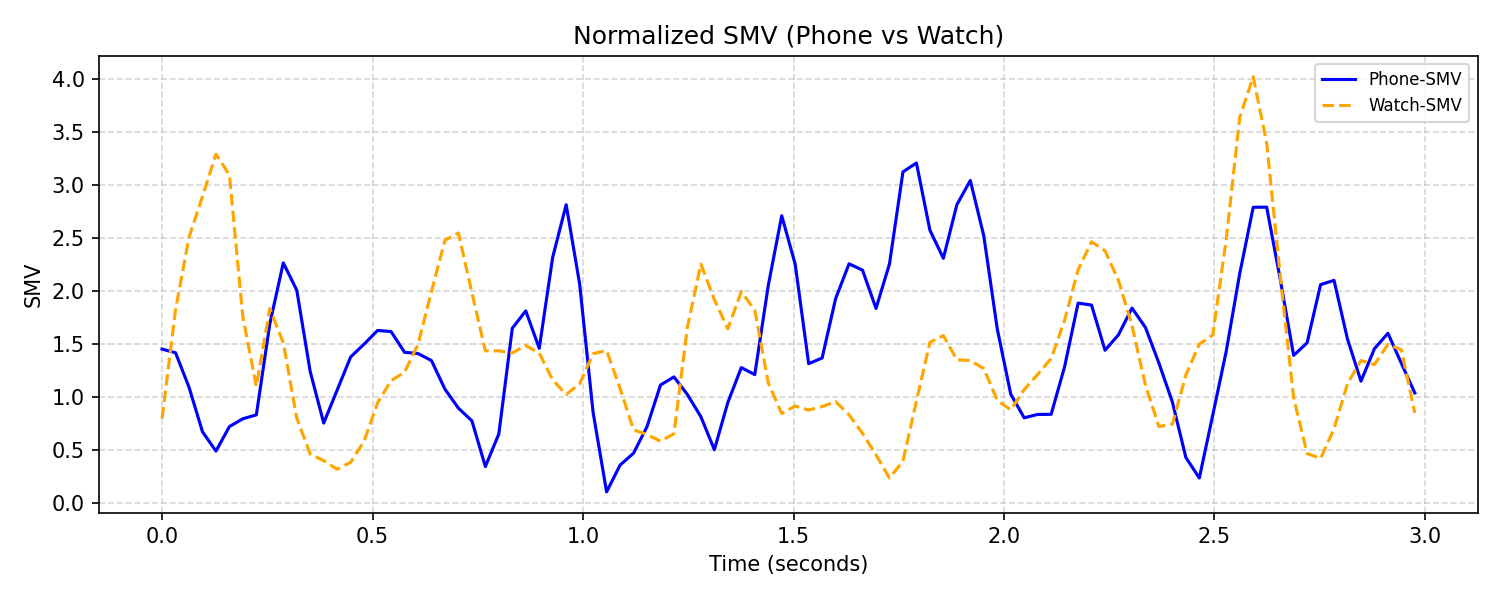 Normalized SMV (Phone vs Watch)
Phone-SMV
Watch-SMV
SMV
4.0
3.5
3.0
2.5
2.0
1.5
1.0
0.5
0.0
0.0 0.5 1.0 1.5 2.0 2.5 3.0
Time (seconds)